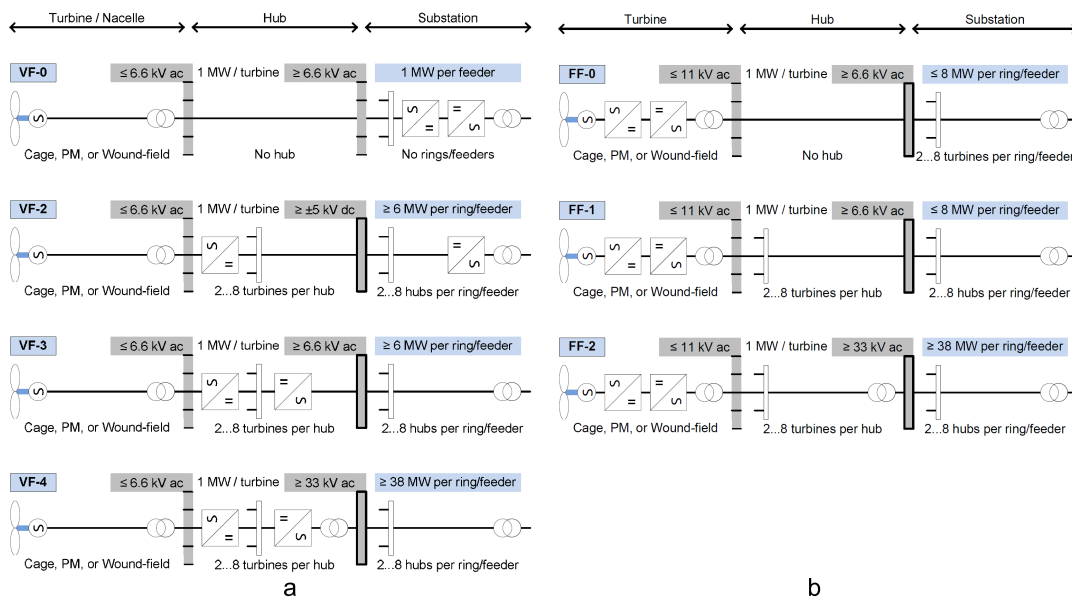 Turbine / Nacelle Hub Substation
VF-0 ≤ 6.6 kV ac 1 MW / turbine ≥ 6.6 kV ac 1 MW per feeder
Cage, PM, or Wound-field No hub No rings/feeders
VF-2 ≤ 6.6 kV ac 1 MW / turbine ≥ ±5 kV dc ≥ 6 MW per ring/feeder
Cage, PM, or Wound-field 2...8 turbines per hub 2...8 hubs per ring/feeder
VF-3 ≤ 6.6 kV ac 1 MW / turbine ≥ 6.6 kV ac ≥ 6 MW per ring/feeder
Cage, PM, or Wound-field 2...8 turbines per hub 2...8 hubs per ring/feeder
VF-4 ≤ 6.6 kV ac 1 MW / turbine ≥ 33 kV ac ≥ 38 MW per ring/feeder
Cage, PM, or Wound-field 2...8 turbines per hub 2...8 hubs per ring/feeder
a
Turbine Hub Substation
FF-0 ≤ 11 kV ac 1 MW / turbine ≥ 6.6 kV ac ≤ 8 MW per ring/feeder
Cage, PM, or Wound-field No hub 2...8 turbines per ring/feeder
FF-1 ≤ 11 kV ac 1 MW / turbine ≥ 6.6 kV ac ≤ 8 MW per ring/feeder
Cage, PM, or Wound-field 2...8 turbines per hub 2...8 hubs per ring/feeder
FF-2 ≤ 11 kV ac 1 MW / turbine ≥ 33 kV ac ≥ 38 MW per ring/feeder
Cage, PM, or Wound-field 2...8 turbines per hub 2...8 hubs per ring/feeder
b